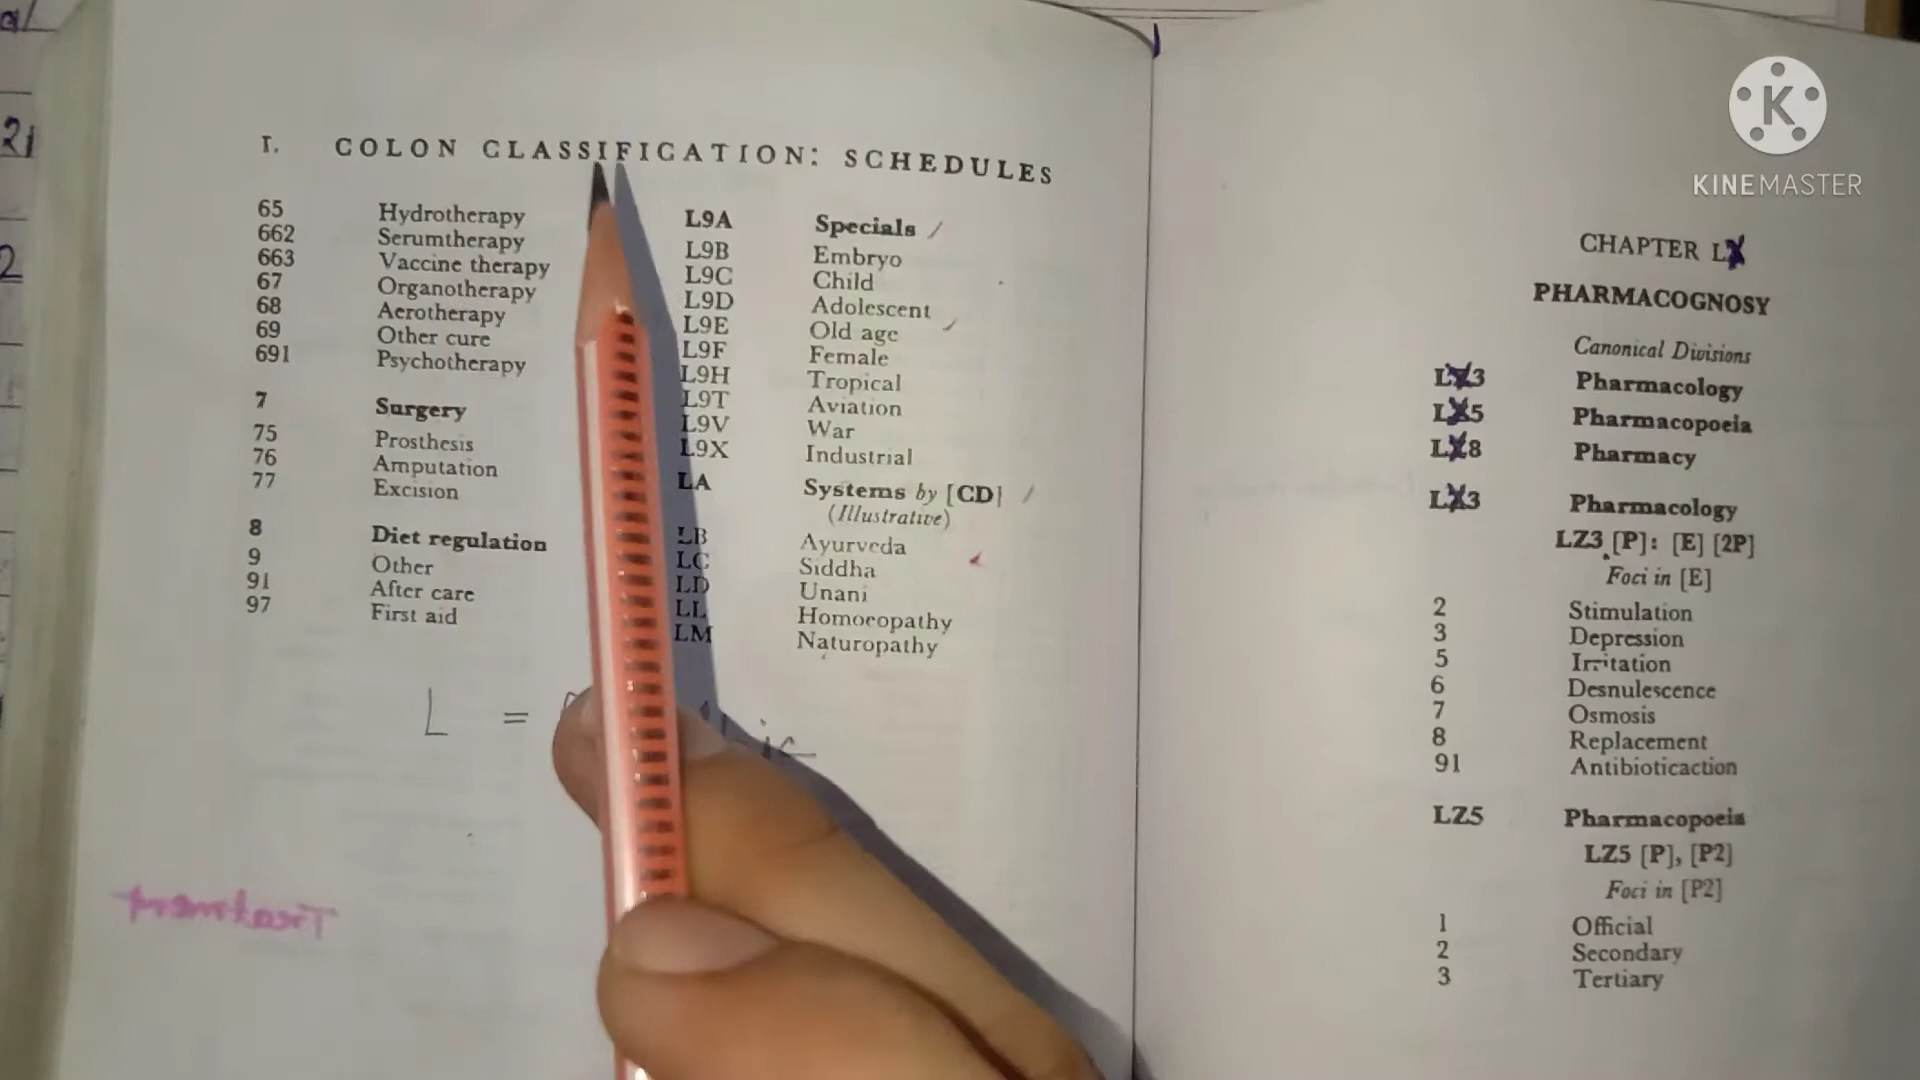 L COLON CLASSIFICATION: SCHEDULES
65 Hydrotherapy
662 Serumtherapy
663 Vaccine therapy
67 Organotherapy
68 Aerotherapy
69 Other cure
691 Psychotherapy
7 Surgery
75 Prosthesis
76 Amputation
77 Excision
8 Diet regulation
9 Other
91 After care
97 First aid
L9A Specials
L9B Embryo
L9C Child
L9D Adolescent
L9E Old age
L9F Female
L9H Tropical
L9T Aviation
L9V War
L9X Industrial
LA Systems by [CD]
(Illustrative)
LB Ayurveda
LC Siddha
LD Unani
LL Homoeopathy
LM Naturopathy
L =
Treatment
CHAPTER LX
PHARMACOGNOSY
Canonical Divisions
LZ3 Pharmacology
LX5 Pharmacopoeia
LX8 Pharmacy
LX3 Pharmacology
LZ3 [P]: [E] [2P]
Foci in [E]
2 Stimulation
3 Depression
5 Irritation
6 Desnulescence
7 Osmosis
8 Replacement
91 Antibioticaction
LZ5 Pharmacopoeia
LZ5 [P], [P2]
Foci in [P2]
1 Official
2 Secondary
3 Tertiary
21
2
K
KINEMASTER